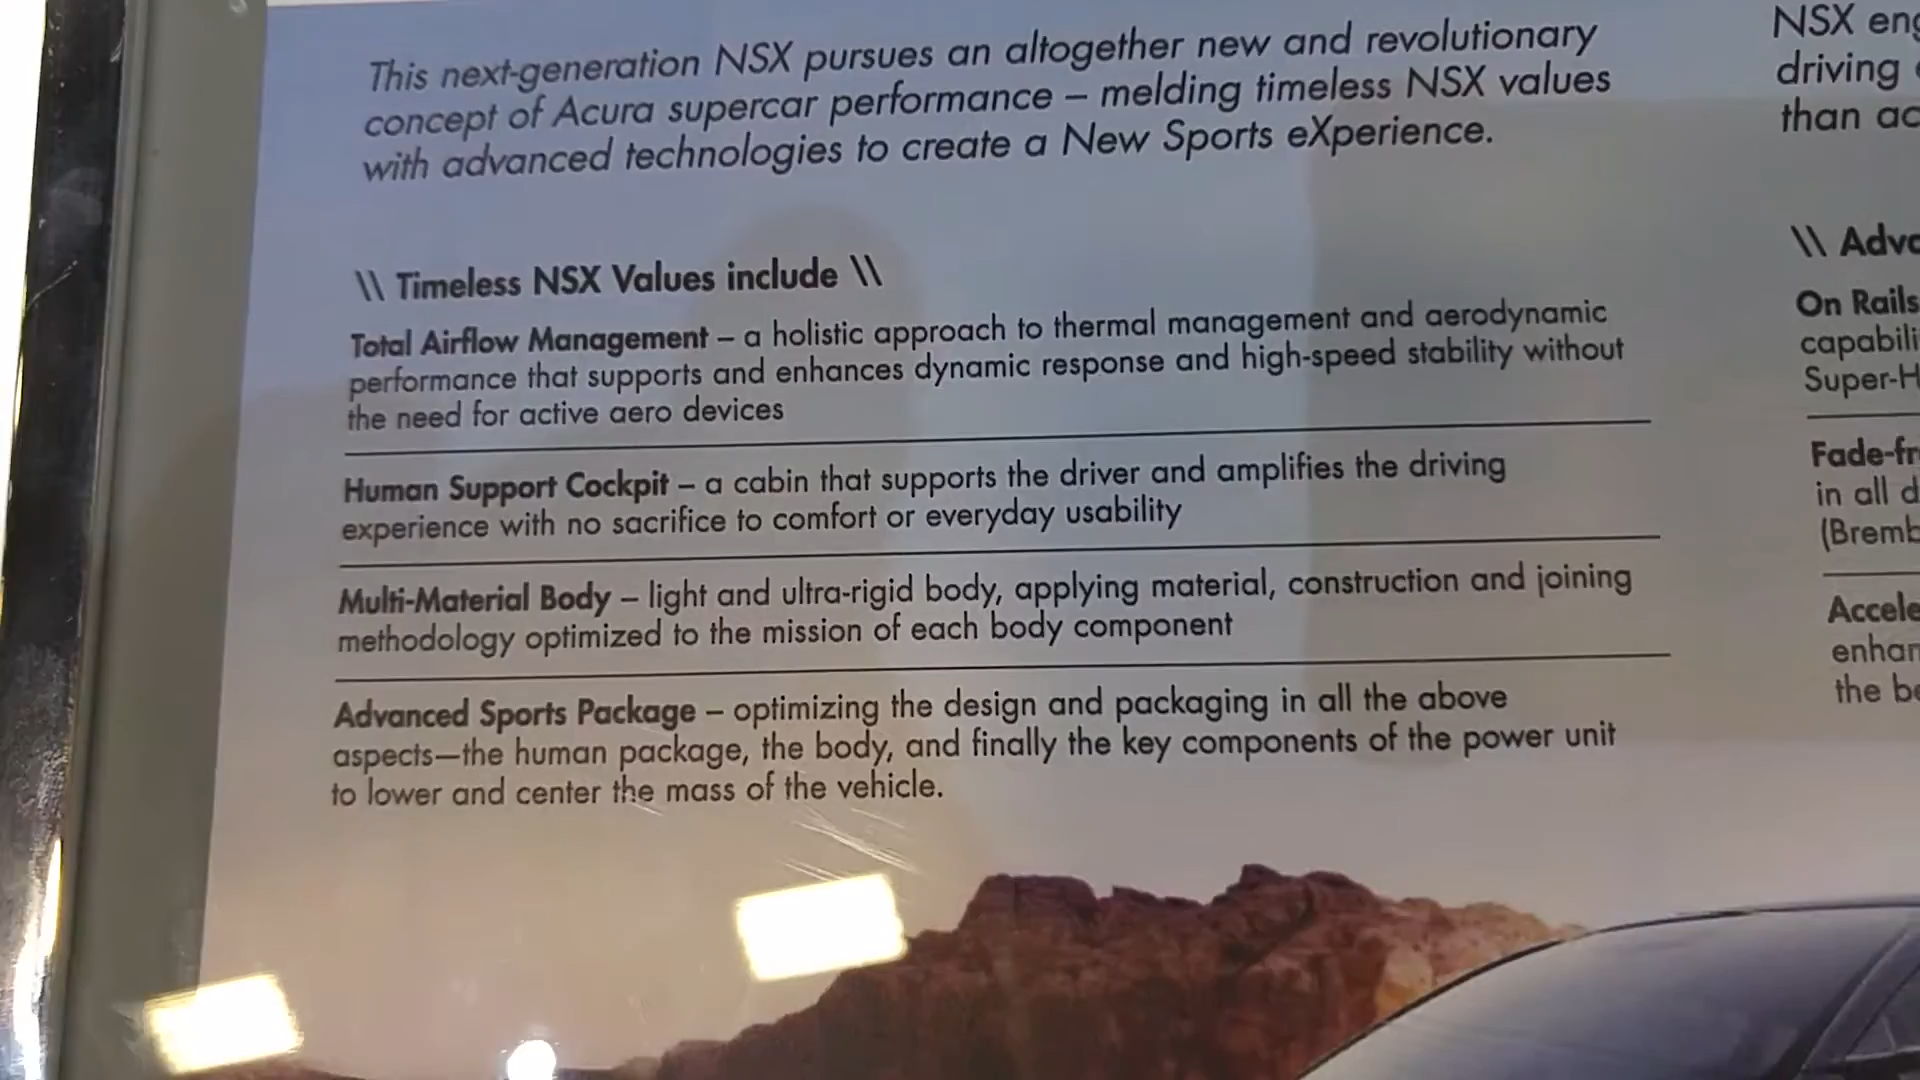 This next-generation NSX pursues an altogether new and revolutionary
concept of Acura supercar performance – melding timeless NSX values
with advanced technologies to create a New Sports eXperience.
\\ Timeless NSX Values include \\
Total Airflow Management – a holistic approach to thermal management and aerodynamic
performance that supports and enhances dynamic response and high-speed stability without
the need for active aero devices
Human Support Cockpit – a cabin that supports the driver and amplifies the driving
experience with no sacrifice to comfort or everyday usability
Multi-Material Body – light and ultra-rigid body, applying material, construction and joining
methodology optimized to the mission of each body component
Advanced Sports Package – optimizing the design and packaging in all the above
aspects—the human package, the body, and finally the key components of the power unit
to lower and center the mass of the vehicle.
NSX
driving
than
\\
On Rails
in all
the